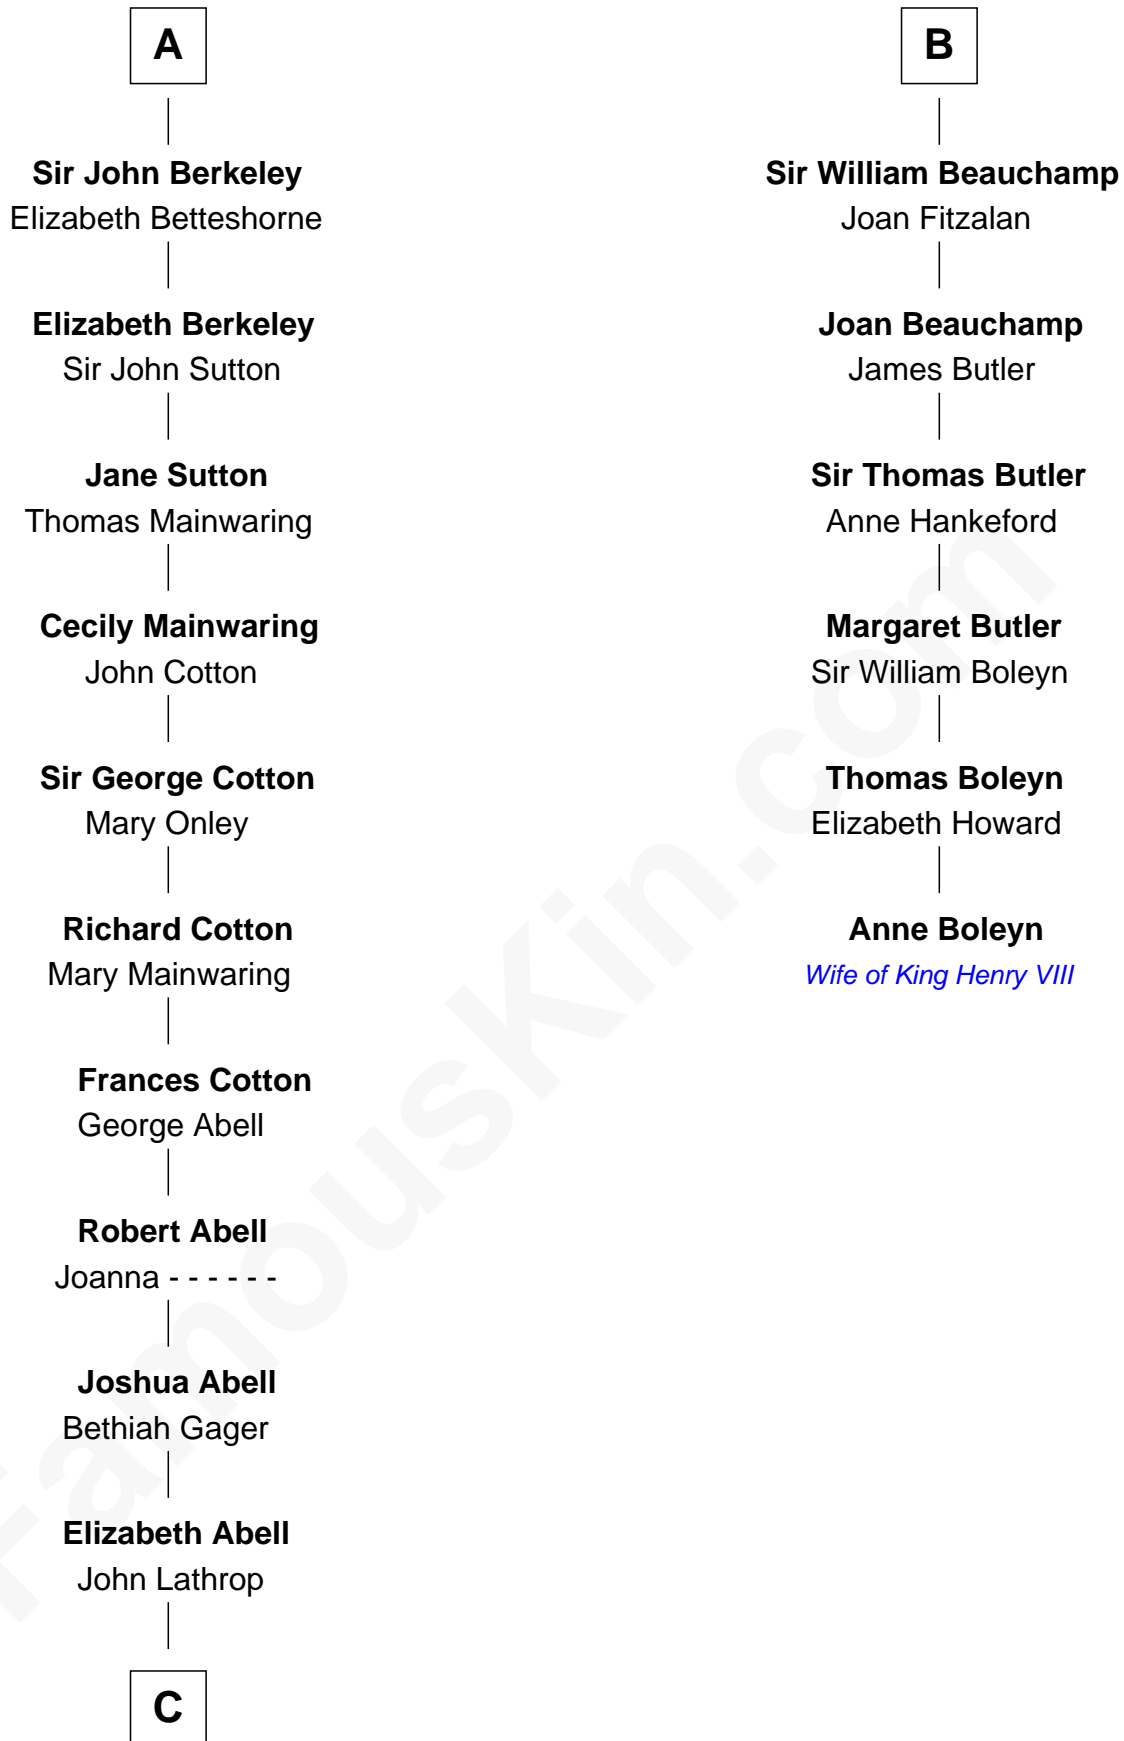 A
Sir John Berkeley
Elizabeth Betteshorne
Elizabeth Berkeley
Sir John Sutton
Jane Sutton
Thomas Mainwaring
Cecily Mainwaring
John Cotton
Sir George Cotton
Mary Onley
Richard Cotton
Mary Mainwaring
Frances Cotton
George Abell
Robert Abell
Joanna - - - - - -
Joshua Abell
Bethiah Gager
Elizabeth Abell
John Lathrop
C
B
Sir William Beauchamp
Joan Fitzalan
Joan Beauchamp
James Butler
Sir Thomas Butler
Anne Hankeford
Margaret Butler
Sir William Boleyn
Thomas Boleyn
Elizabeth Howard
Anne Boleyn
Wife of King Henry VIII
FamousKin.com